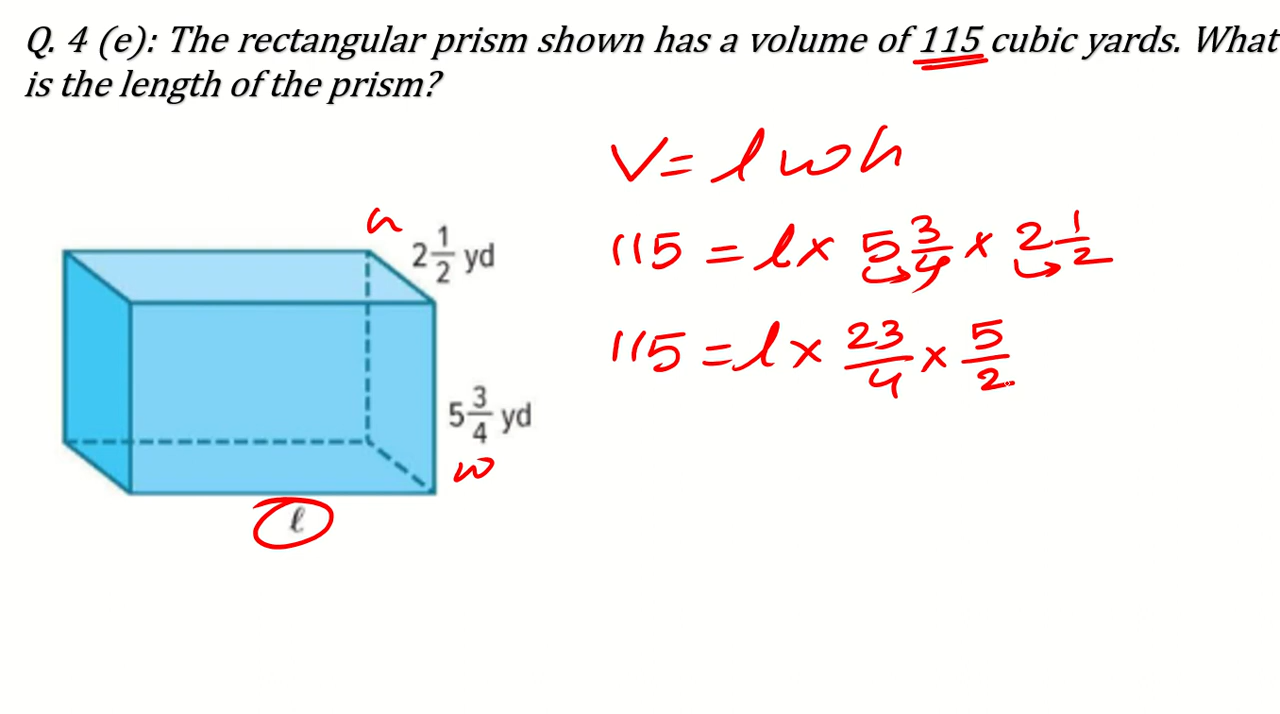 Q. 4 (e): The rectangular prism shown has a volume of 115 cubic yards. What
is the length of the prism?
V = l w h
h
2 1/2 yd
115 = l × 5 3/4 × 2 1/2
115 = l × 23/4 × 5/2
5 3/4 yd
w
ℓ